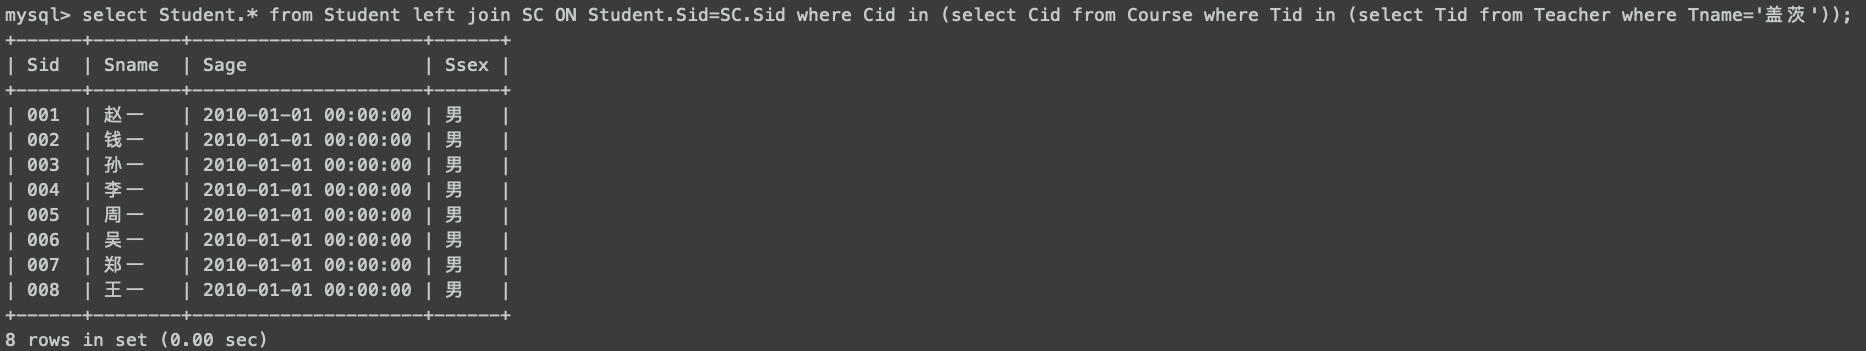 mysql> select Student.* from Student left join SC ON Student.Sid=SC.Sid where Cid in (select Cid from Course where Tid in (select Tid from Teacher where Tname='盖茨'));
+------+--------+---------------------+------+
| Sid  | Sname  | Sage                | Ssex |
+------+--------+---------------------+------+
| 001  | 赵一   | 2010-01-01 00:00:00 | 男   |
| 002  | 钱一   | 2010-01-01 00:00:00 | 男   |
| 003  | 孙一   | 2010-01-01 00:00:00 | 男   |
| 004  | 李一   | 2010-01-01 00:00:00 | 男   |
| 005  | 周一   | 2010-01-01 00:00:00 | 男   |
| 006  | 吴一   | 2010-01-01 00:00:00 | 男   |
| 007  | 郑一   | 2010-01-01 00:00:00 | 男   |
| 008  | 王一   | 2010-01-01 00:00:00 | 男   |
+------+--------+---------------------+------+
8 rows in set (0.00 sec)